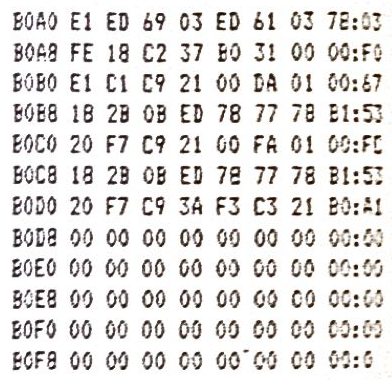 B0A0 E1 ED 69 03 ED 61 03 78:03
B0A8 FE 18 C2 37 B0 31 00 00:F0
B0B0 E1 C1 C9 21 00 DA 01 00:67
B0B8 18 2B 0B ED 78 77 78 B1:53
B0C0 20 F7 C9 21 00 FA 01 00:FC
B0C8 18 2B 0B ED 78 77 78 B1:53
B0D0 20 F7 C9 3A F3 C3 21 B0:A1
B0D8 00 00 00 00 00 00 00 00:00
B0E0 00 00 00 00 00 00 00 00:00
B0E8 00 00 00 00 00 00 00 00:00
B0F0 00 00 00 00 00 00 00 00:00
B0F8 00 00 00 00 00 00 00 00:0